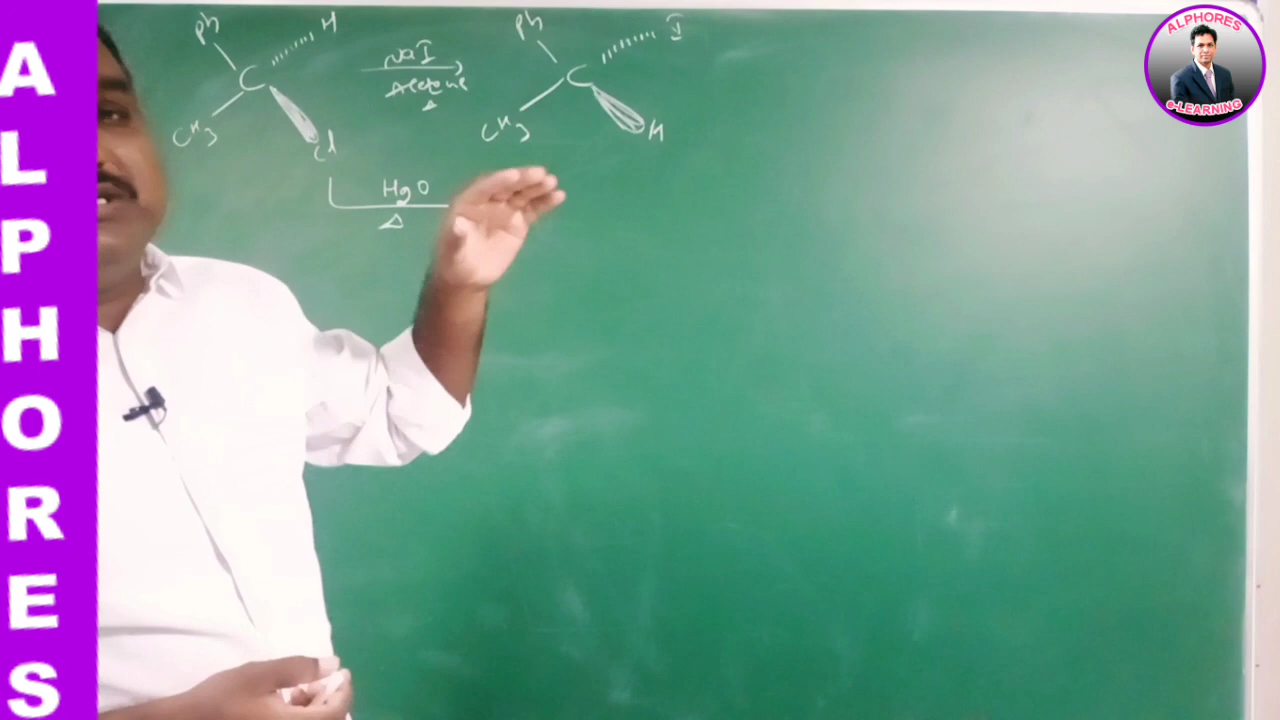 ALPHORES
Ph
H
C
CH3
Cl
NaI
Acetone
Δ
Ph
I
C
CH3
H
HgO
Δ
ALPHORES
e-LEARNING